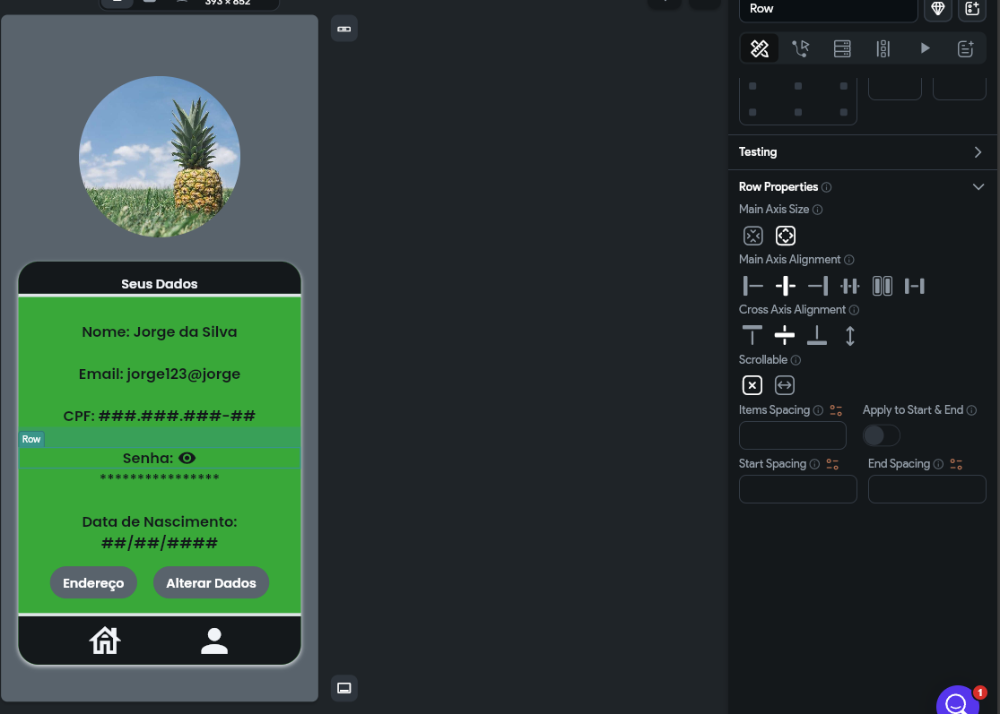 393 × 852
Row
Testing
Row Properties
Main Axis Size
Main Axis Alignment
Cross Axis Alignment
Scrollable
Items Spacing
Apply to Start & End
Start Spacing
End Spacing
1
Seus Dados
Nome: Jorge da Silva
Email: jorge123@jorge
CPF: ###.###.###-##
Row
Senha:
****************
Data de Nascimento:
##/##/####
Endereço
Alterar Dados